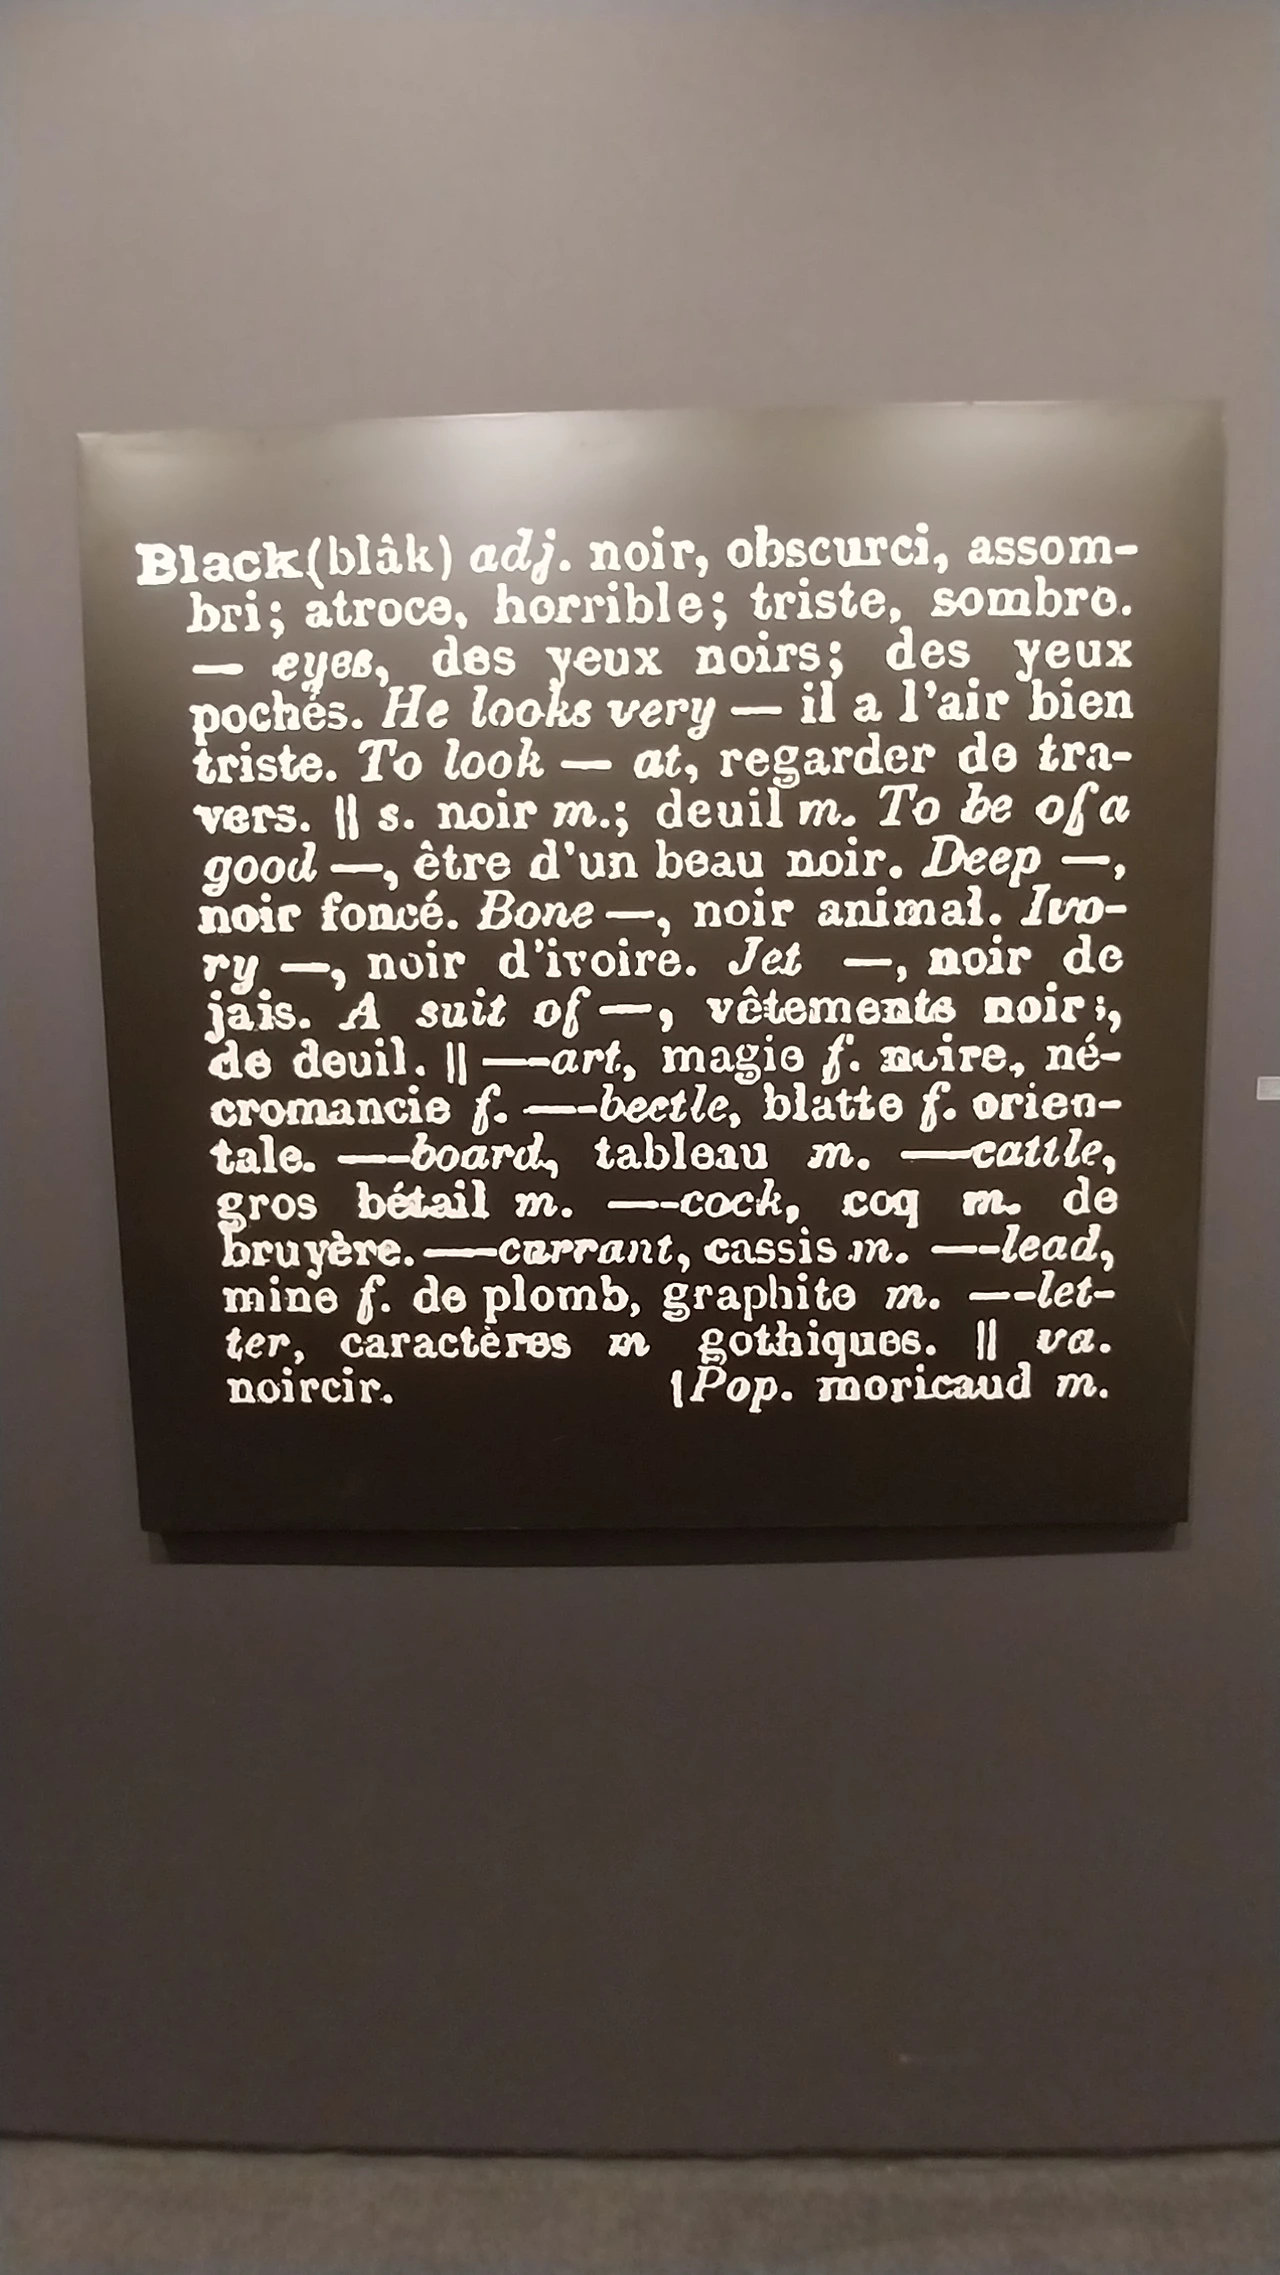 Black (blâk) adj. noir, obscurci, assom-
bri; atroce, horrible; triste, sombre.
— eyes, des yeux noirs; des yeux
pochés. He looks very — il a l'air bien
triste. To look — at, regarder de tra-
vers. || s. noir m.; deuil m. To be of a
good —, être d'un beau noir. Deep —,
noir foncé. Bone —, noir animal. Ivo-
ry —, noir d'ivoire. Jet —, noir de
jais. A suit of —, vêtements noirs,
de deuil. || —-art, magie f. noire, né-
cromancie f. —-beetle, blatte f. orien-
tale. —-board, tableau m. —-cattle,
gros bétail m. —-cock, coq m. de
bruyère. —-currant, cassis m. —-lead,
mine f. de plomb, graphite m. —-let-
ter, caractères m gothiques. || va.
noircir. (Pop. moricaud m.